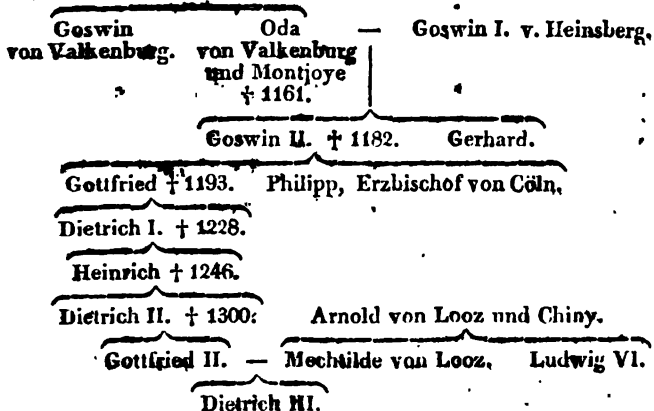 Goswin Oda — Goswin I. v. Heinsberg.
von Valkenburg. von Valkenburg
und Montjoye
† 1161.
Goswin II. † 1182. Gerhard.
Gottfried † 1193. Philipp, Erzbischof von Cöln.
Dietrich I. † 1228.
Heinrich † 1246.
Dietrich II. † 1300. Arnold von Looz und Chiny.
Gottfried II. — Mechtilde von Looz. Ludwig VI.
Dietrich III.